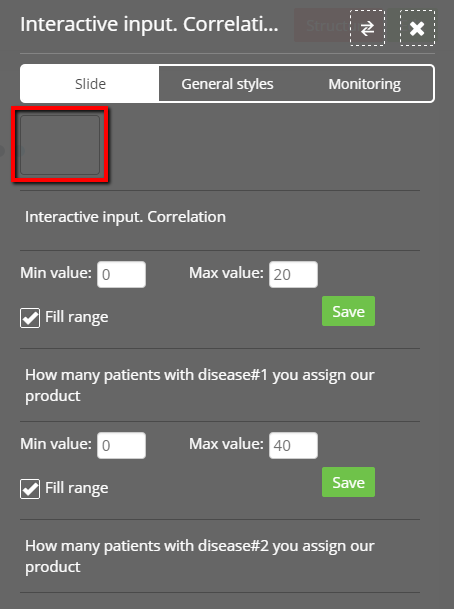 Interactive input. Correlati...
Slide General styles Monitoring
Interactive input. Correlation
Min value: 0 Max value: 20
Fill range Save
How many patients with disease#1 you assign our
product
Min value: 0 Max value: 40
Fill range Save
How many patients with disease#2 you assign our
product